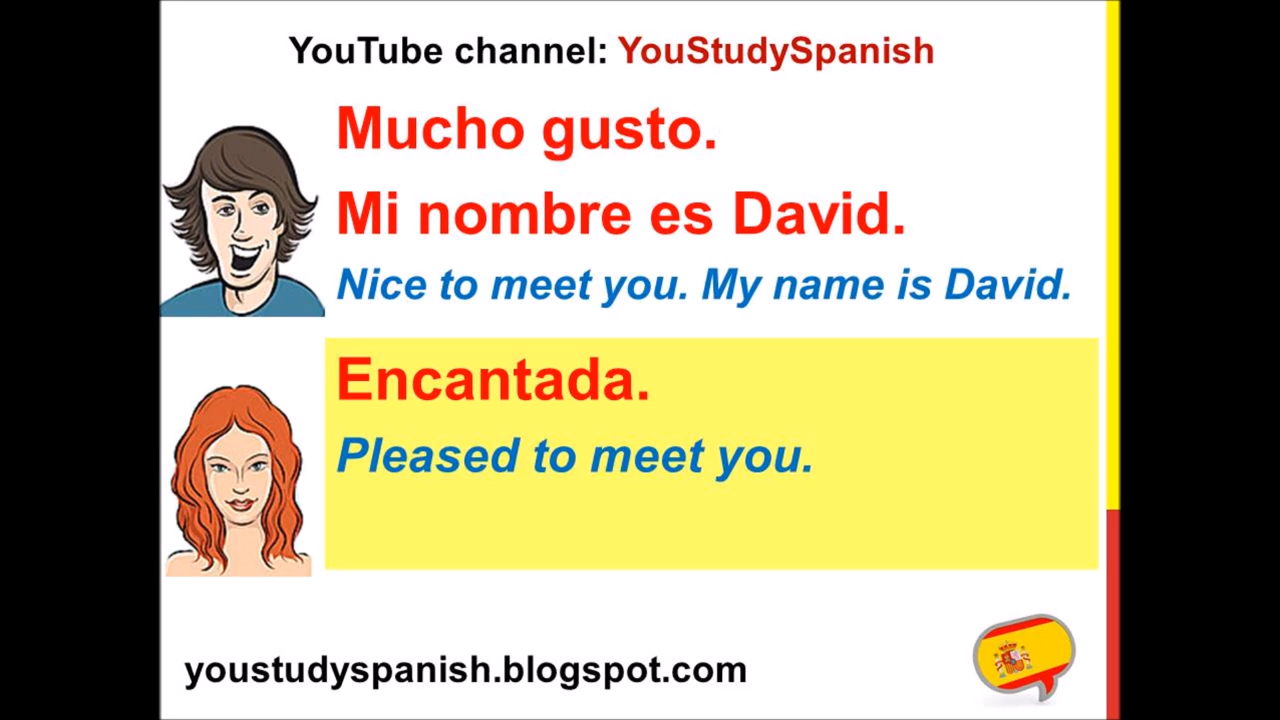 YouTube channel: YouStudySpanish
Mucho gusto.
Mi nombre es David.
Nice to meet you. My name is David.
Encantada.
Pleased to meet you.
youstudyspanish.blogspot.com